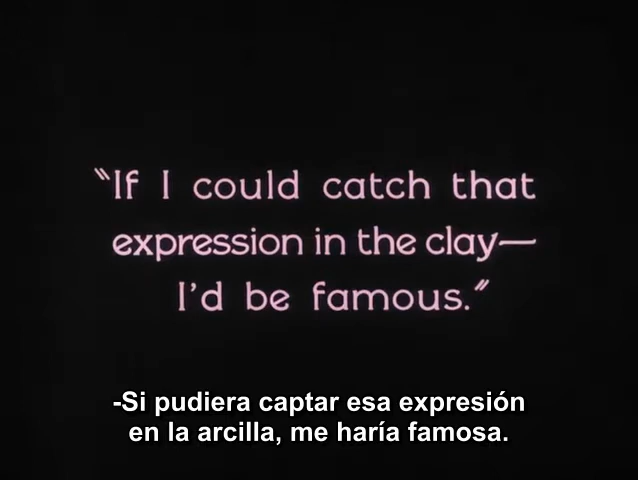 "If I could catch that
expression in the clay—
I'd be famous."
-Si pudiera captar esa expresión
en la arcilla, me haría famosa.